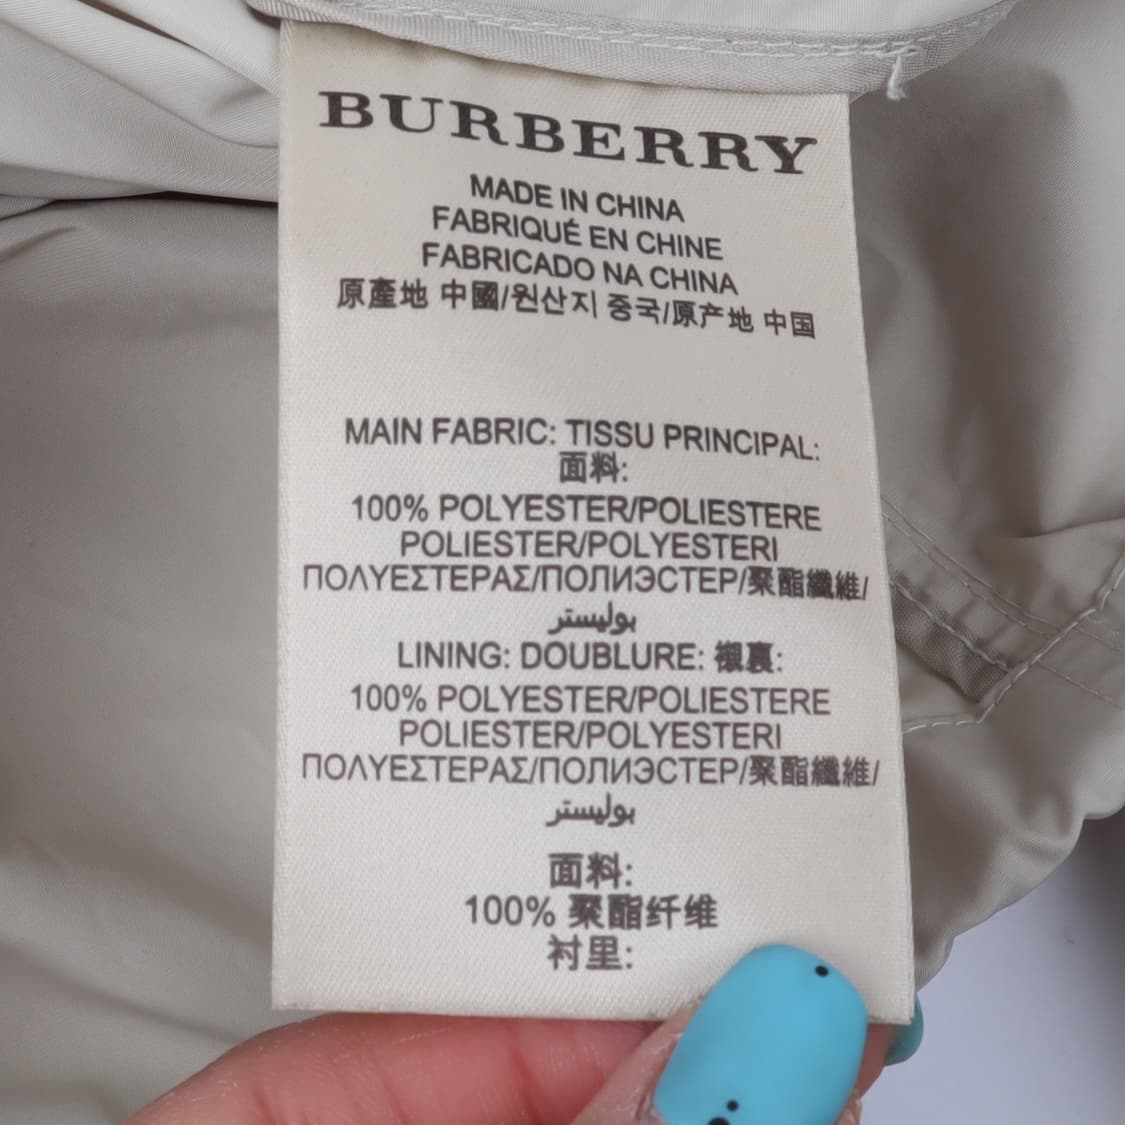 BURBERRY
MADE IN CHINA
FABRIQUÉ EN CHINE
FABRICADO NA CHINA
原產地 中國/원산지 중국/原产地 中国
MAIN FABRIC: TISSU PRINCIPAL:
面料:
100% POLYESTER/POLIESTERE
POLIESTER/POLYESTERI
ΠΟΛΥΕΣΤΕΡΑΣ/ПОЛИЭСТЕР/聚酯纖維/
بوليستر
LINING: DOUBLURE: 襯裏:
100% POLYESTER/POLIESTERE
POLIESTER/POLYESTERI
ΠΟΛΥΕΣΤΕΡΑΣ/ПОЛИЭСТЕР/聚酯纖維/
بوليستر
面料:
100% 聚酯纤维
衬里: